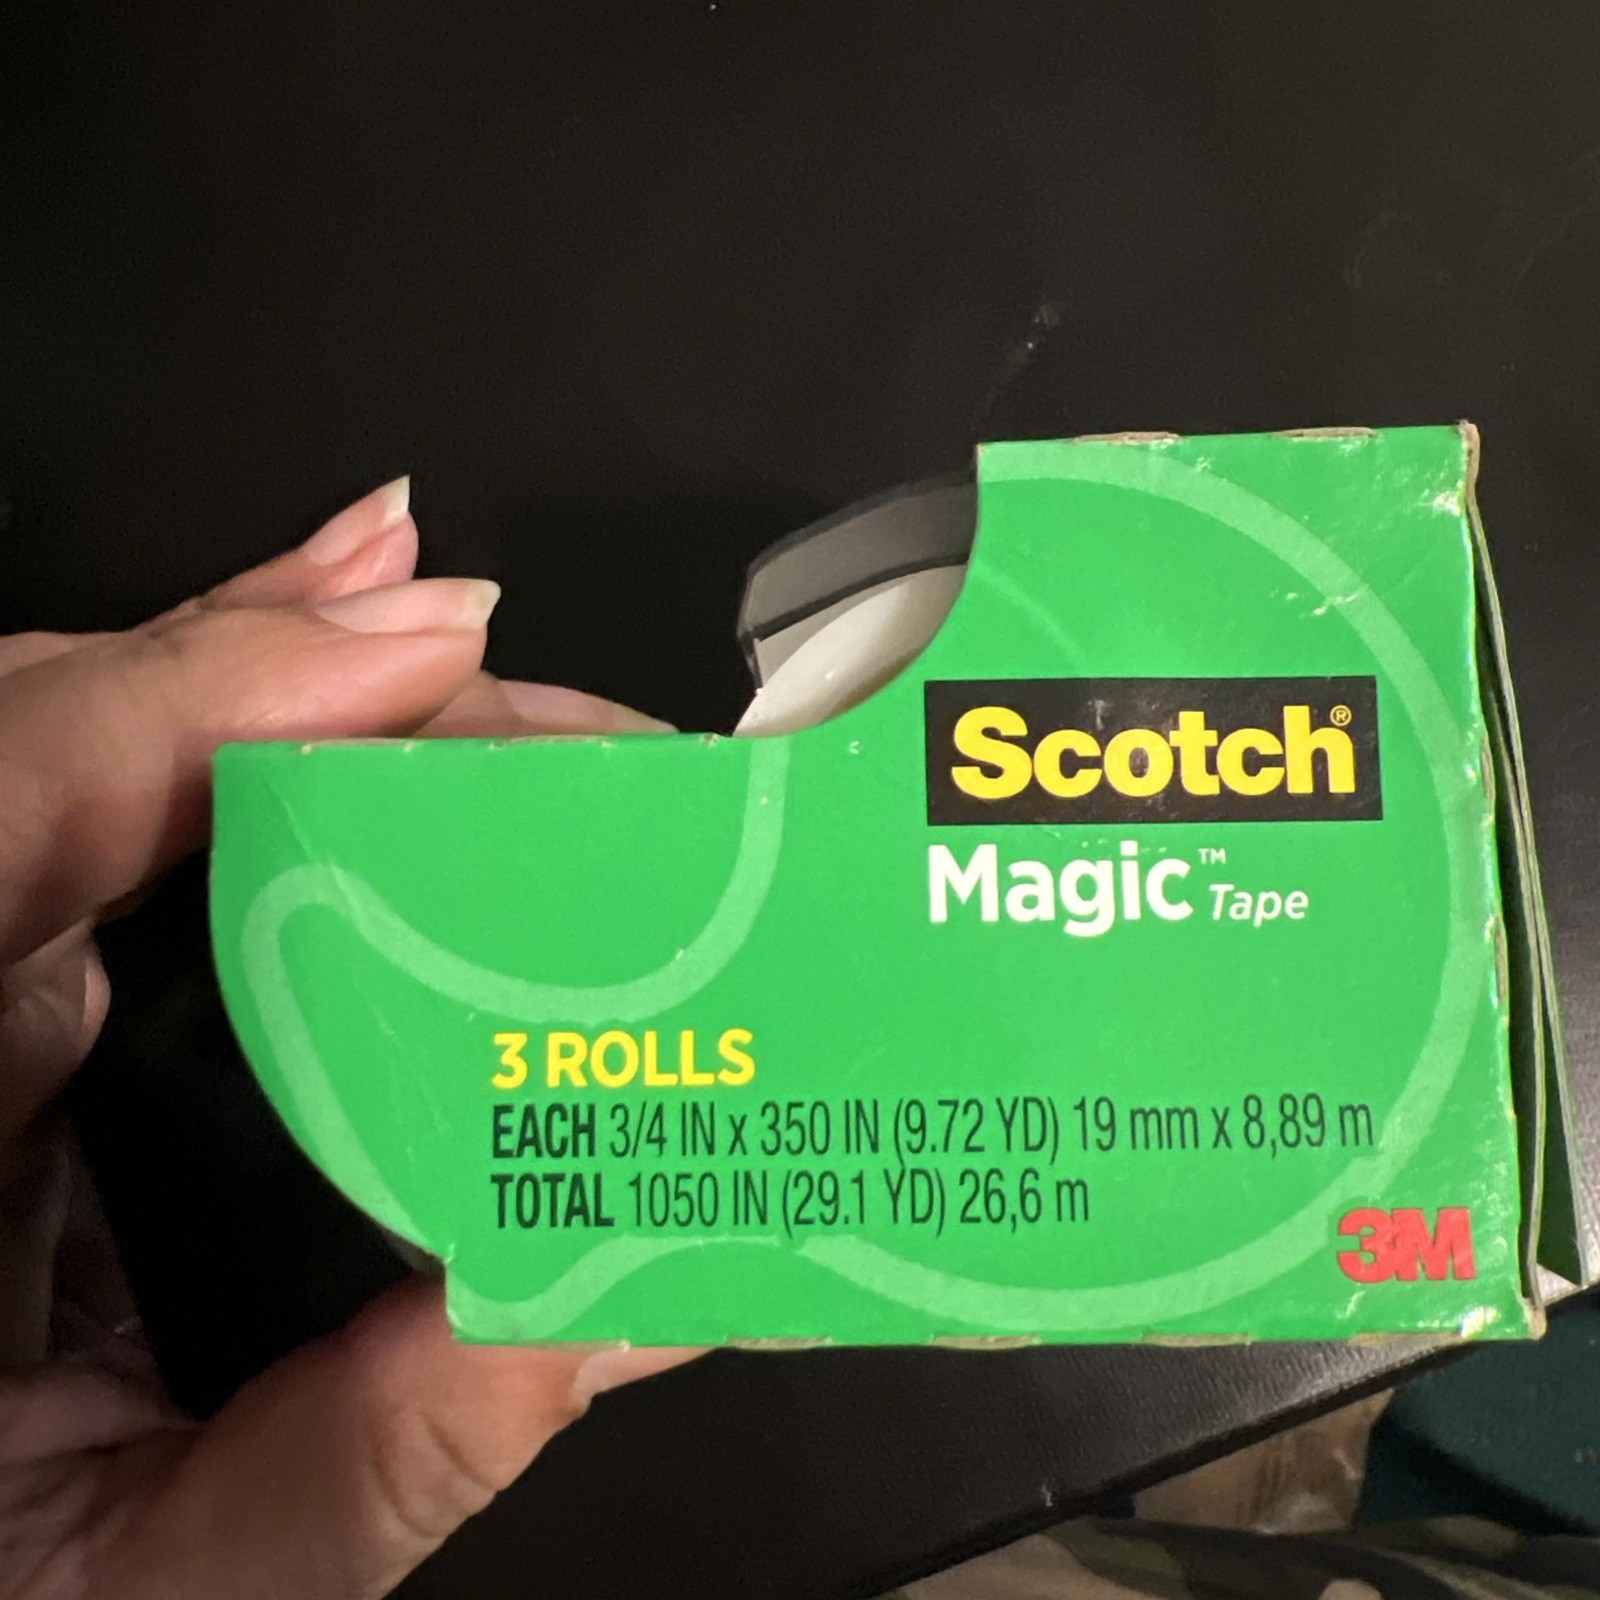 Scotch®
Magic™ Tape
3 ROLLS
EACH 3/4 IN x 350 IN (9.72 YD) 19 mm x 8,89 m
TOTAL 1050 IN (29.1 YD) 26,6 m
3M